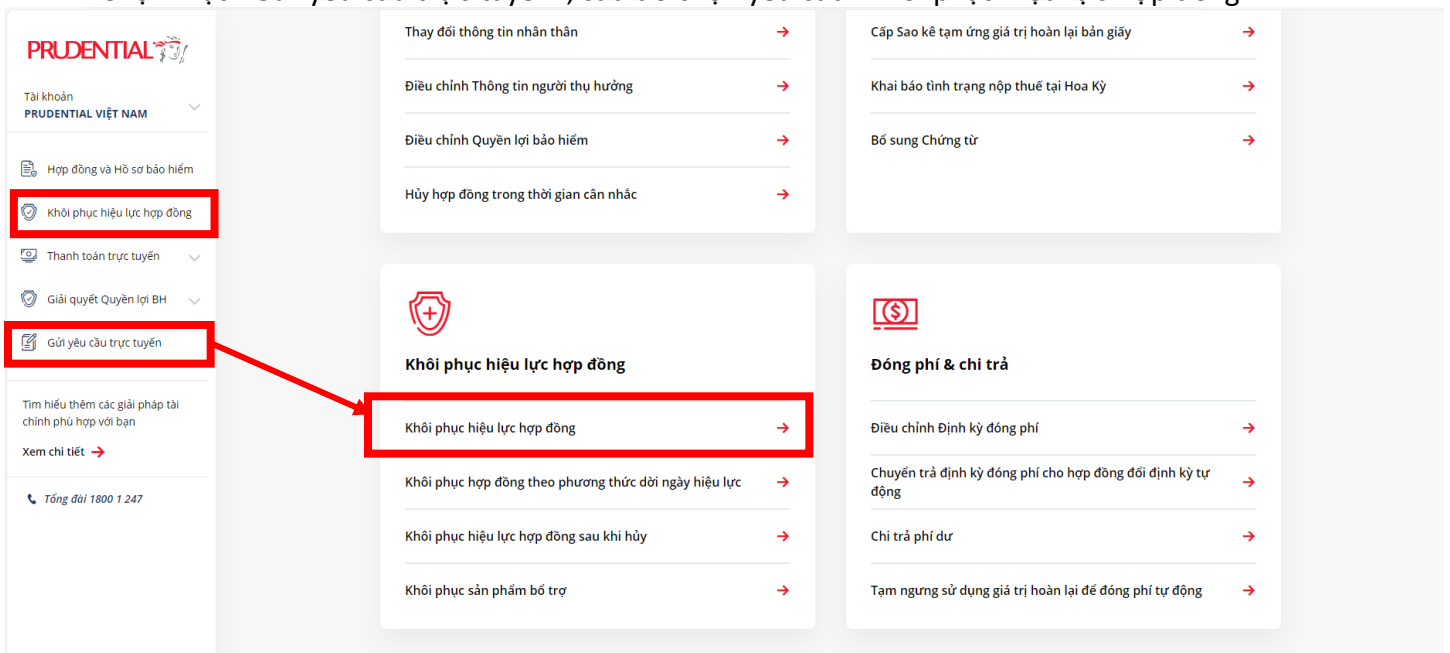 PRUDENTIAL
Tài khoản
PRUDENTIAL VIỆT NAM
Hợp đồng và Hồ sơ bảo hiểm
Khôi phục hiệu lực hợp đồng
Thanh toán trực tuyến
Giải quyết Quyền lợi BH
Gửi yêu cầu trực tuyến
Tìm hiểu thêm các giải pháp tài
chính phù hợp với bạn
Xem chi tiết
Tổng đài 1800 1 247
Thay đổi thông tin nhân thân
Điều chỉnh Thông tin người thụ hưởng
Điều chỉnh Quyền lợi bảo hiểm
Hủy hợp đồng trong thời gian cân nhắc
Cấp Sao kê tạm ứng giá trị hoàn lại bản giấy
Khai báo tình trạng nộp thuế tại Hoa Kỳ
Bổ sung Chứng từ
Khôi phục hiệu lực hợp đồng
Khôi phục hiệu lực hợp đồng
Khôi phục hợp đồng theo phương thức dời ngày hiệu lực
Khôi phục hiệu lực hợp đồng sau khi hủy
Khôi phục sản phẩm bổ trợ
Đóng phí & chi trả
Điều chỉnh Định kỳ đóng phí
Chuyển trả định kỳ đóng phí cho hợp đồng đổi định kỳ tự
động
Chi trả phí dư
Tạm ngưng sử dụng giá trị hoàn lại để đóng phí tự động